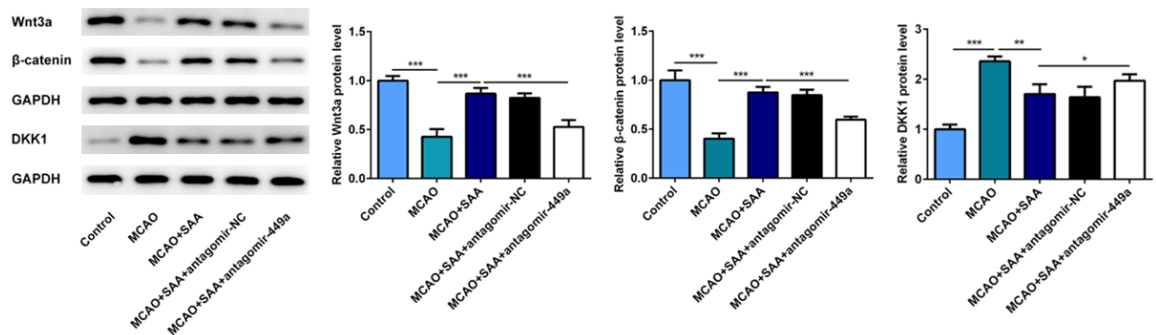 Wnt3a
β-catenin
GAPDH
DKK1
GAPDH
Control
MCAO
MCAO+SAA
MCAO+SAA+antagomir-NC
MCAO+SAA+antagomir-449a
Relative Wnt3a protein level
1.5
1.0
0.5
0.0
***
***
***
Control
MCAO
MCAO+SAA
MCAO+SAA+antagomir-NC
MCAO+SAA+antagomir-449a
Relative β-catenin protein level
1.5
1.0
0.5
0.0
***
***
***
Control
MCAO
MCAO+SAA
MCAO+SAA+antagomir-NC
MCAO+SAA+antagomir-449a
Relative DKK1 protein level
3
2
1
0
***
**
*
Control
MCAO
MCAO+SAA
MCAO+SAA+antagomir-NC
MCAO+SAA+antagomir-449a